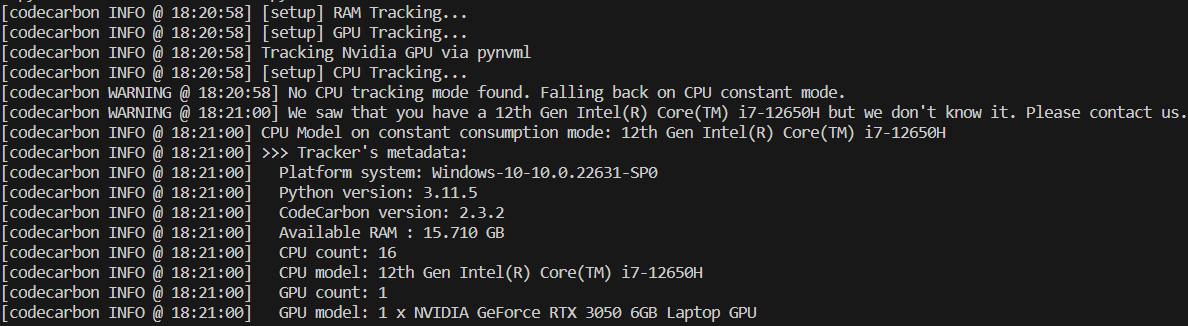 [codecarbon INFO @ 18:20:58] [setup] RAM Tracking...
[codecarbon INFO @ 18:20:58] [setup] GPU Tracking...
[codecarbon INFO @ 18:20:58] Tracking Nvidia GPU via pynvml
[codecarbon INFO @ 18:20:58] [setup] CPU Tracking...
[codecarbon WARNING @ 18:20:58] No CPU tracking mode found. Falling back on CPU constant mode.
[codecarbon WARNING @ 18:21:00] We saw that you have a 12th Gen Intel(R) Core(TM) i7-12650H but we don't know it. Please contact us.
[codecarbon INFO @ 18:21:00] CPU Model on constant consumption mode: 12th Gen Intel(R) Core(TM) i7-12650H
[codecarbon INFO @ 18:21:00] >>> Tracker's metadata:
[codecarbon INFO @ 18:21:00]   Platform system: Windows-10-10.0.22631-SP0
[codecarbon INFO @ 18:21:00]   Python version: 3.11.5
[codecarbon INFO @ 18:21:00]   CodeCarbon version: 2.3.2
[codecarbon INFO @ 18:21:00]   Available RAM : 15.710 GB
[codecarbon INFO @ 18:21:00]   CPU count: 16
[codecarbon INFO @ 18:21:00]   CPU model: 12th Gen Intel(R) Core(TM) i7-12650H
[codecarbon INFO @ 18:21:00]   GPU count: 1
[codecarbon INFO @ 18:21:00]   GPU model: 1 x NVIDIA GeForce RTX 3050 6GB Laptop GPU